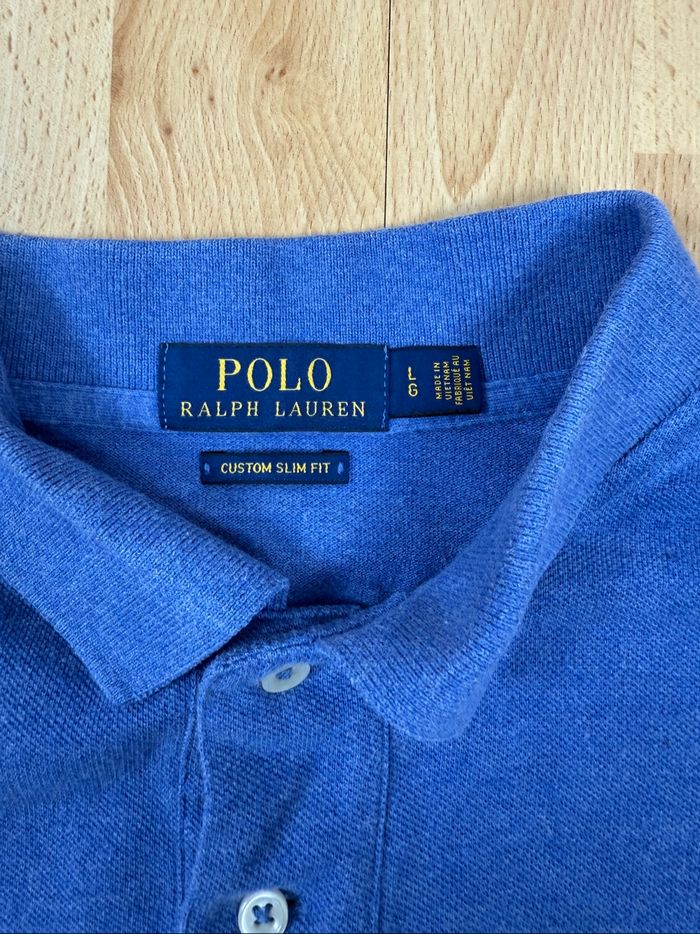 POLO
RALPH LAUREN
L
G
MADE IN
VIETNAM
FABRIQUÉ AU
VIÊT NAM
CUSTOM SLIM FIT